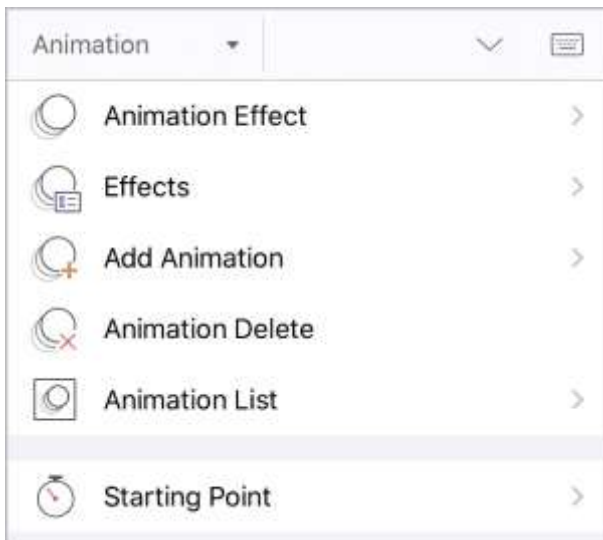 Animation
Animation Effect
Effects
Add Animation
Animation Delete
Animation List
Starting Point